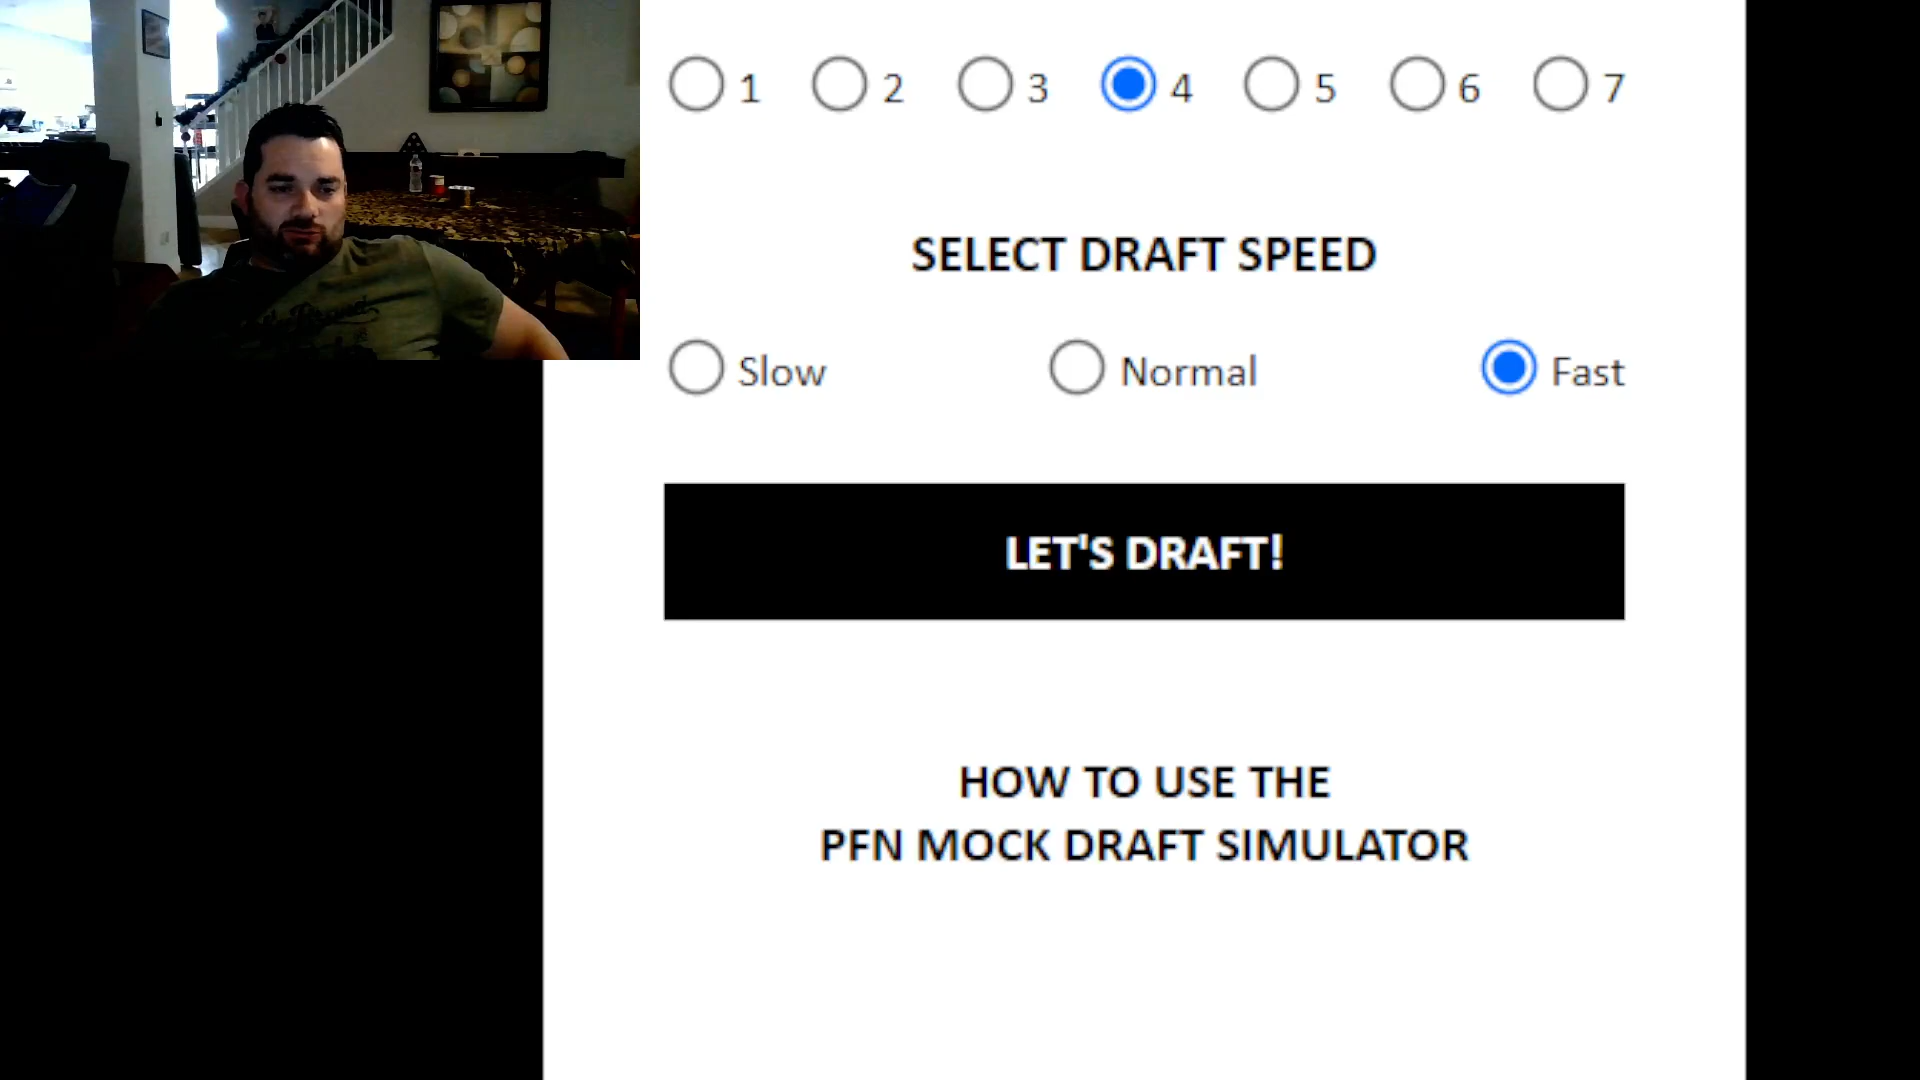 1 2 3 4 5 6 7
SELECT DRAFT SPEED
Slow Normal Fast
LET'S DRAFT!
HOW TO USE THE
PFN MOCK DRAFT SIMULATOR